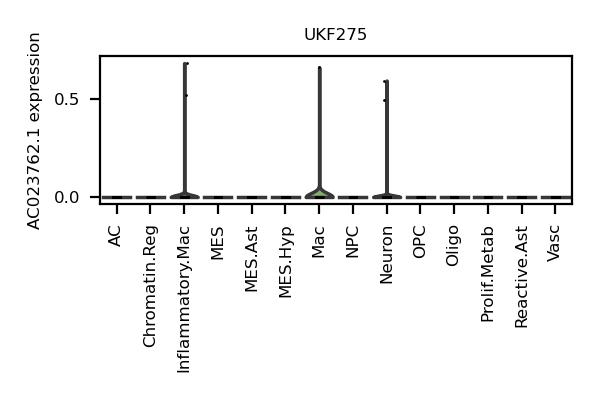 UKF275
AC023762.1 expression
0.5
0.0
AC
Chromatin.Reg
Inflammatory.Mac
MES
MES.Ast
MES.Hyp
Mac
NPC
Neuron
OPC
Oligo
Prolif.Metab
Reactive.Ast
Vasc